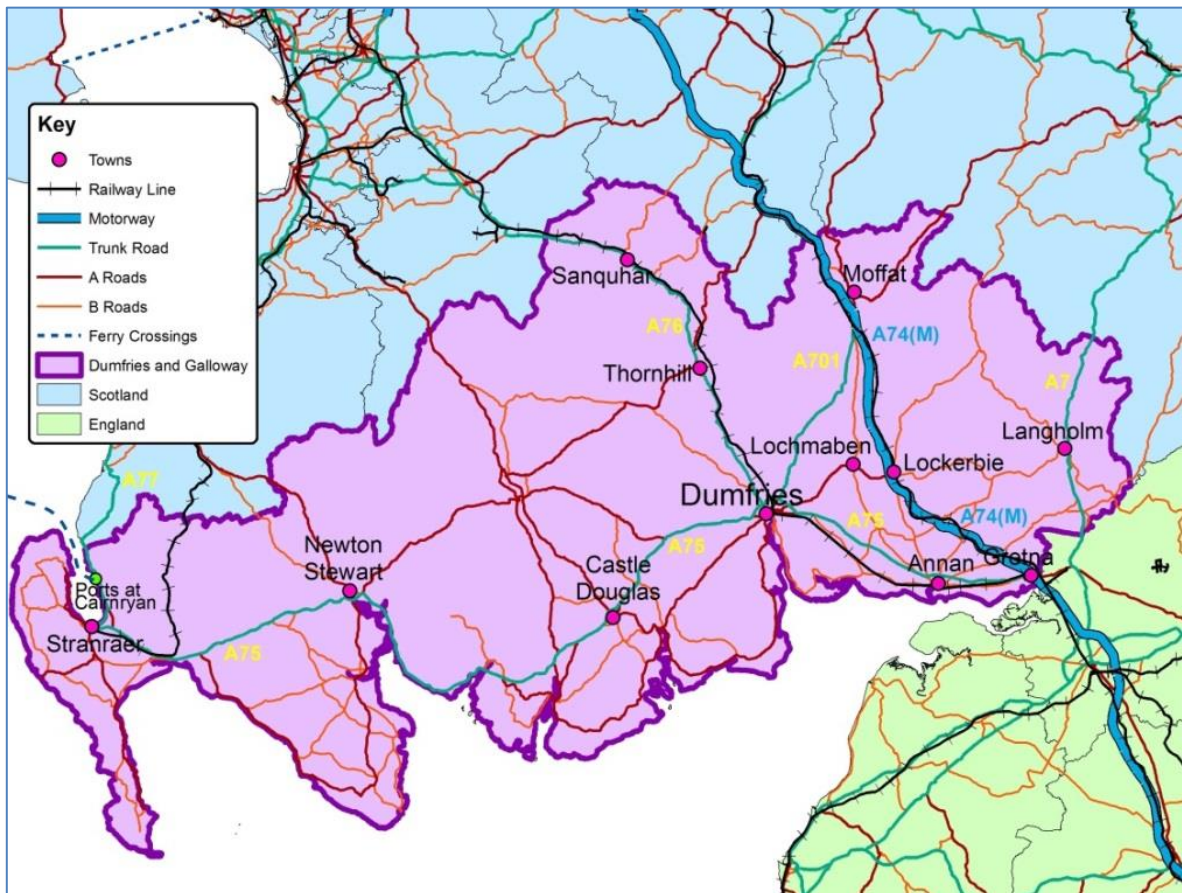 Key
Towns
Railway Line
Motorway
Trunk Road
A Roads
B Roads
Ferry Crossings
Dumfries and Galloway
Scotland
England
Sanquhar
Moffat
A76
A74(M)
A701
Thornhill
A7
Langholm
Lochmaben
Lockerbie
A77
Dumfries
A75
A74(M)
A75
Newton
Stewart
Castle
Douglas
Annan
Gretna
Ports at
Cairnryan
Stranraer
A75